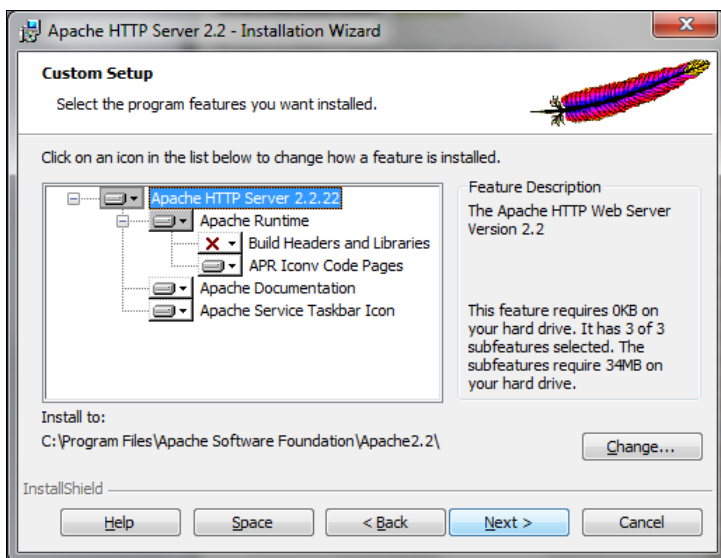 Apache HTTP Server 2.2 - Installation Wizard
Custom Setup
Select the program features you want installed.
Click on an icon in the list below to change how a feature is installed.
Apache HTTP Server 2.2.22
Apache Runtime
Build Headers and Libraries
APR Iconv Code Pages
Apache Documentation
Apache Service Taskbar Icon
Feature Description
The Apache HTTP Web Server
Version 2.2
This feature requires 0KB on
your hard drive. It has 3 of 3
subfeatures selected. The
subfeatures require 34MB on
your hard drive.
Install to:
C:\Program Files\Apache Software Foundation\Apache2.2\
Change...
InstallShield
Help
Space
< Back
Next >
Cancel